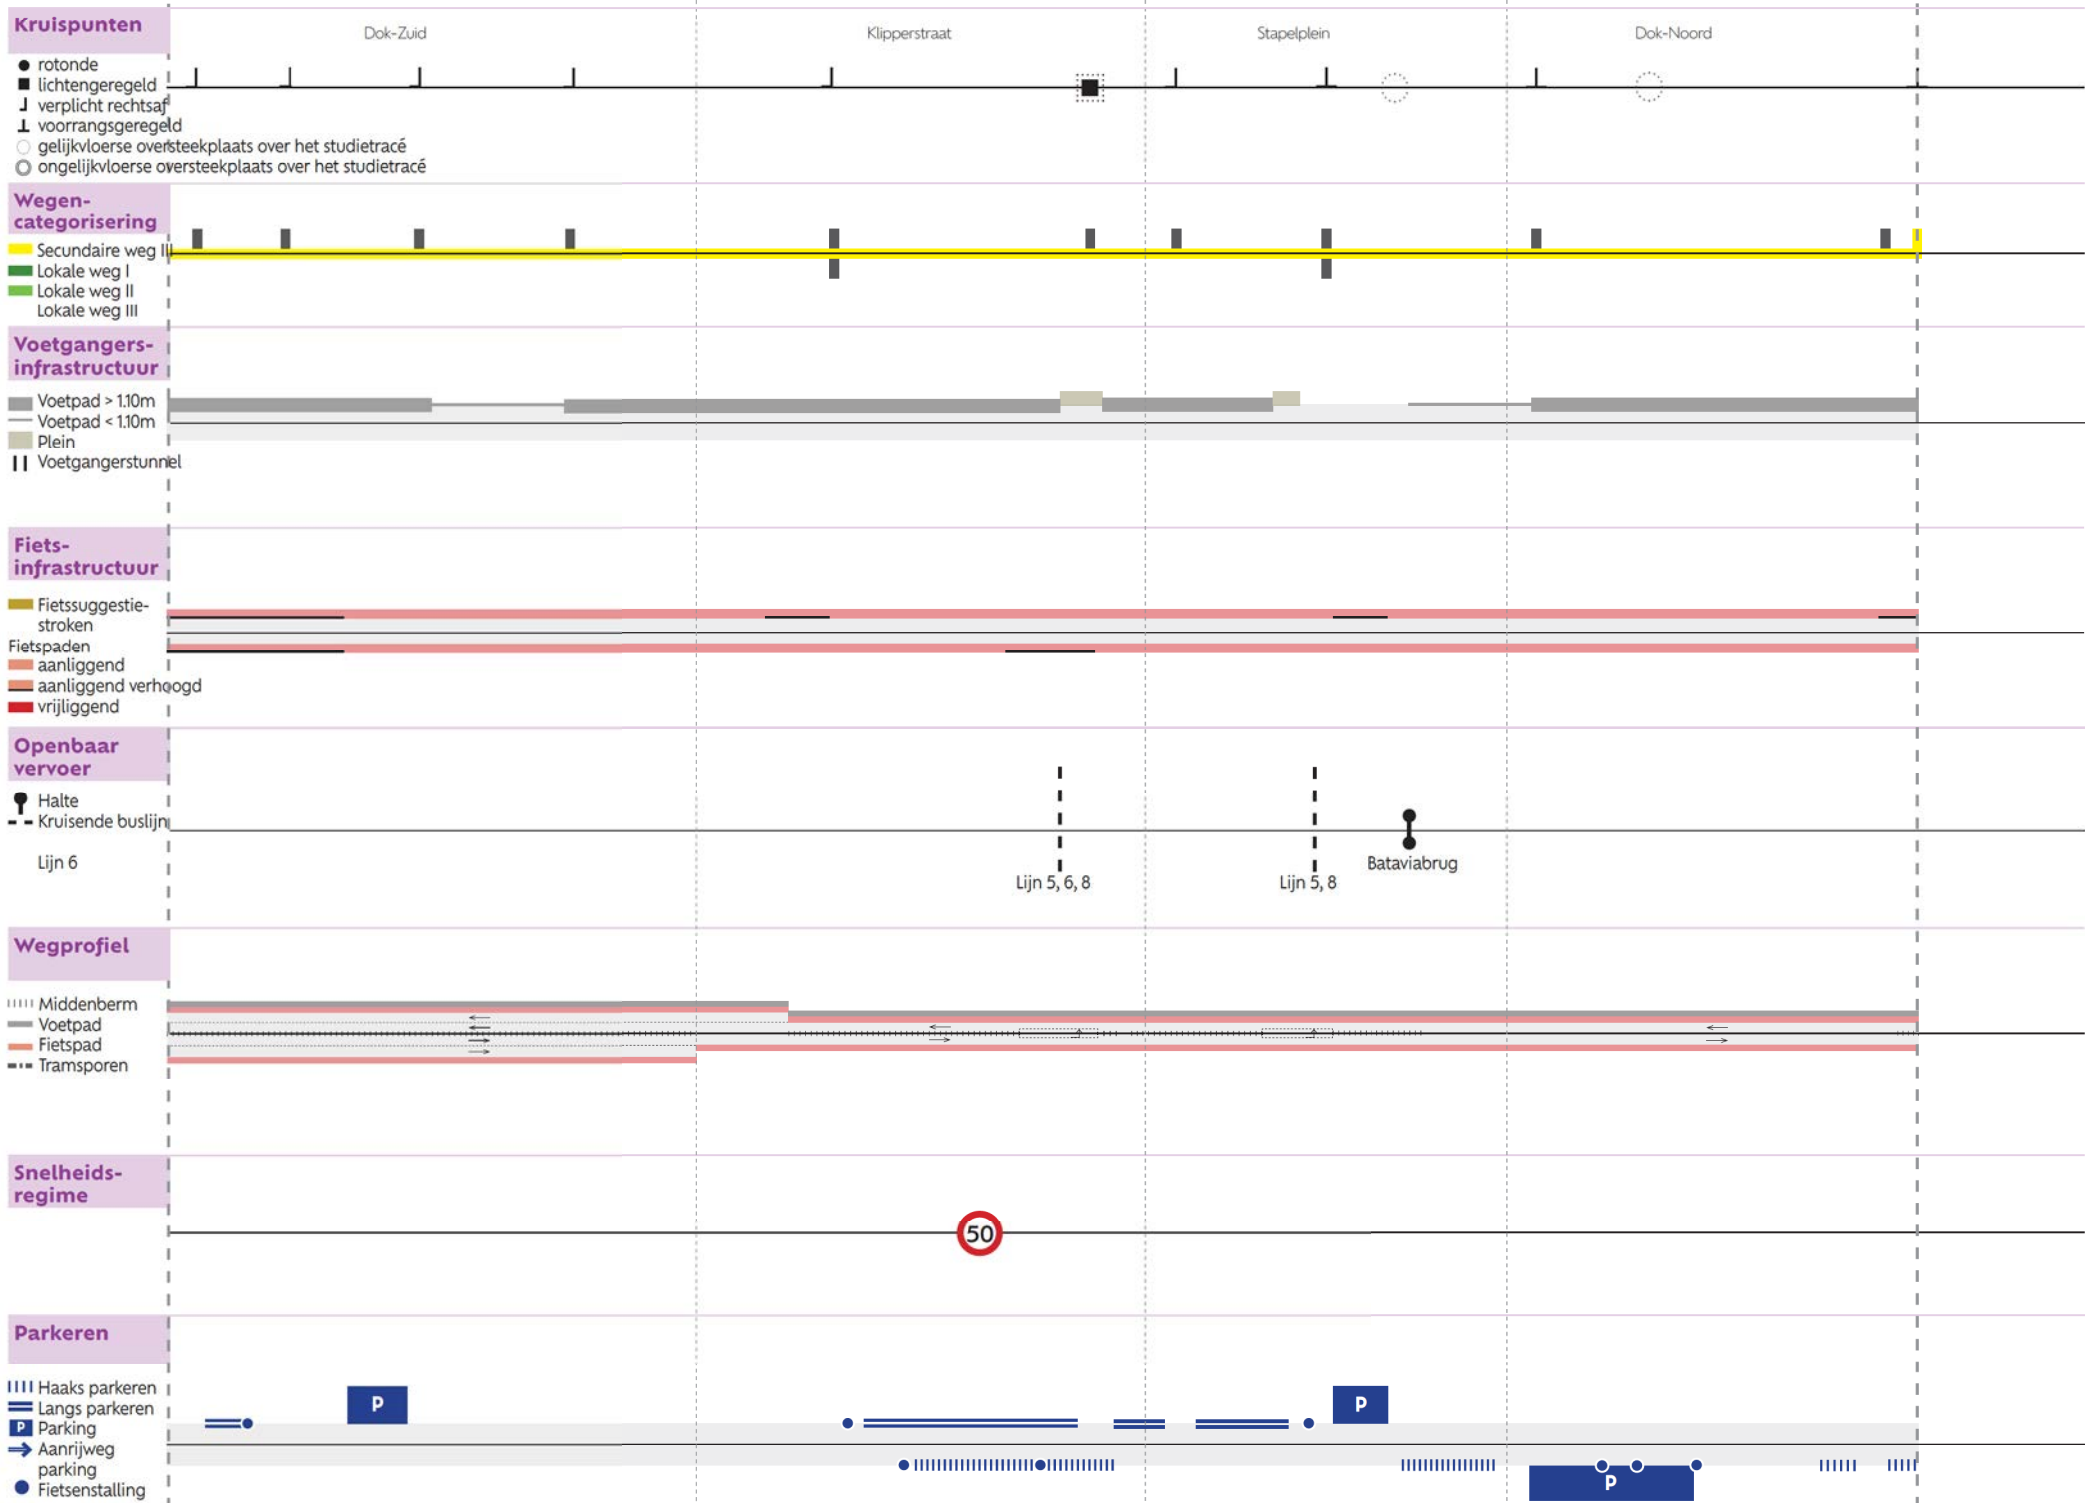 Kruispunten
Dok-Zuid
Klipperstraat
Stapelplein
Dok-Noord
rotonde
lichtengeregeld
verplicht rechtsaf
voorrangsgeregeld
gelijkvloerse oversteekplaats over het studietracé
ongelijkvloerse oversteekplaats over het studietracé
Wegen-
categorisering
Secundaire weg III
Lokale weg I
Lokale weg II
Lokale weg III
Voetgangers-
infrastructuur
Voetpad > 1.10m
Voetpad < 1.10m
Plein
Voetgangerstunnel
Fiets-
infrastructuur
Fietssuggestie-
stroken
Fietspaden
aanliggend
aanliggend verhoogd
vrijliggend
Openbaar
vervoer
Halte
Kruisende buslijn
Lijn 6
Lijn 5, 6, 8
Lijn 5, 8
Bataviabrug
Wegprofiel
Middenberm
Voetpad
Fietspad
Tramsporen
Snelheids-
regime
50
Parkeren
Haaks parkeren
Langs parkeren
P Parking
Aanrijweg
parking
Fietsenstalling
P
P
P